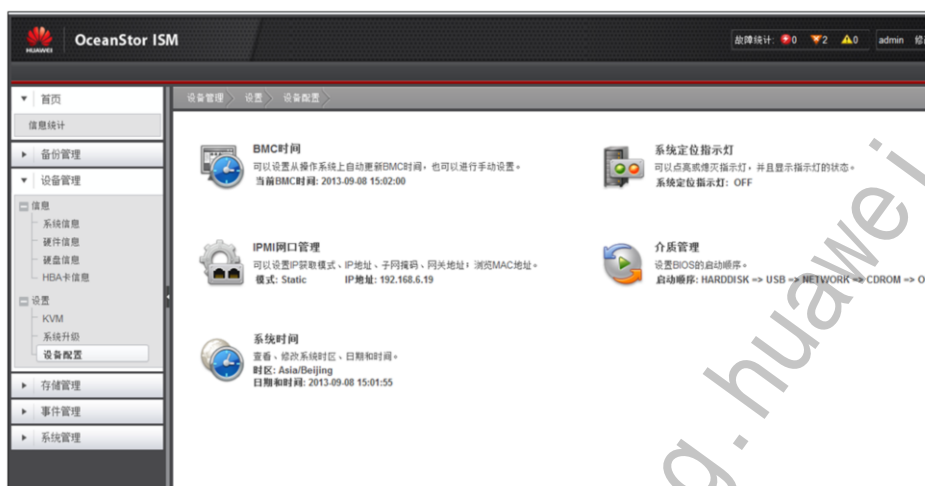 HUAWEI
OceanStor ISM
故障统计: 0 2 0 admin
首页
信息统计
备份管理
设备管理
信息
系统信息
硬件信息
硬盘信息
HBA卡信息
设置
KVM
系统升级
设备配置
存储管理
事件管理
系统管理
设备管理 设置 设备配置
BMC时间
可以设置从操作系统上自动更新BMC时间，也可以进行手动设置。
当前BMC时间: 2013-09-08 15:02:00
系统定位指示灯
可以点亮或熄灭指示灯，并且显示指示灯的状态。
系统定位指示灯: OFF
IPMI网口管理
可以设置IP获取模式、IP地址、子网掩码、网关地址；浏览MAC地址。
模式: Static IP地址: 192.168.6.19
介质管理
设置BIOS的启动顺序。
启动顺序: HARDDISK => USB => NETWORK => CDROM => O
系统时间
查看、修改系统时区、日期和时间。
时区: Asia/Beijing
日期和时间: 2013-09-08 15:01:55
g.huawei